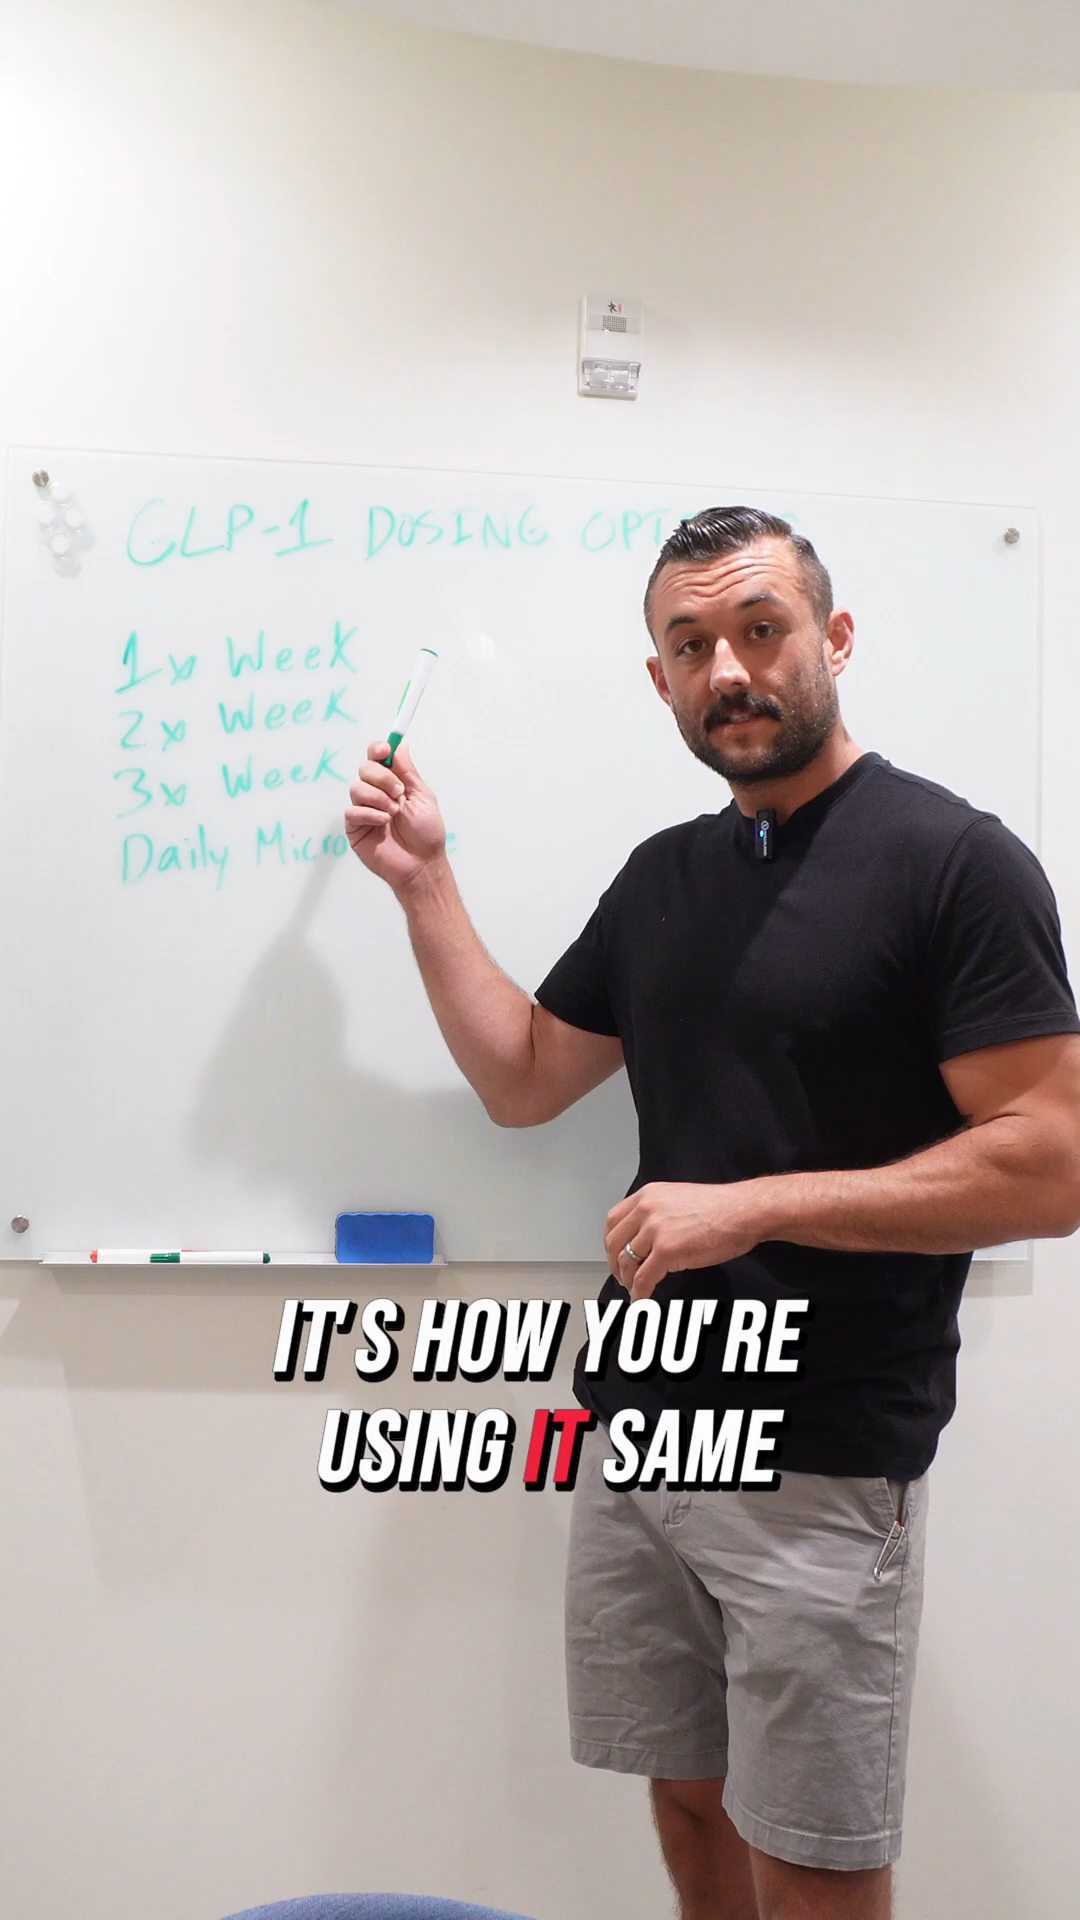 GLP-1 DOSING
1x Week
2x Week
3x Week
Daily
IT'S HOW YOU'RE
USING IT SAME